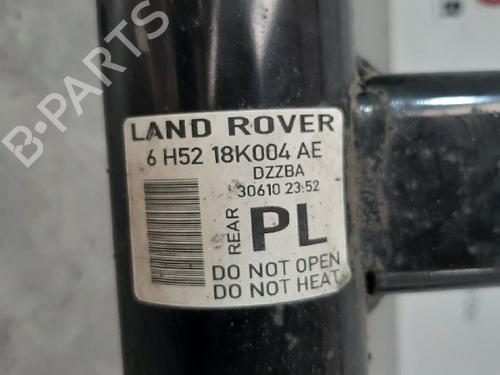 B-PARTS
LAND ROVER
6 H52 18K004 AE
DZZBA
30610 23:52
REAR
PL
DO NOT OPEN
DO NOT HEAT